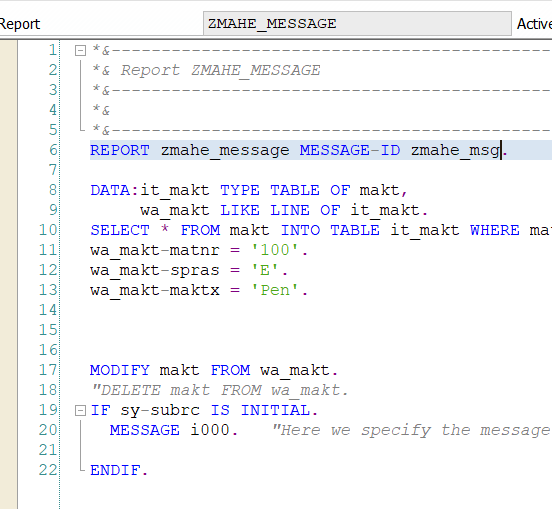 Report ZMAHE_MESSAGE Active
1 *&---------------------------------------------
2 *& Report ZMAHE_MESSAGE
3 *&---------------------------------------------
4 *&
5 *&---------------------------------------------
6 REPORT zmahe_message MESSAGE-ID zmahe_msg.
7
8 DATA:it_makt TYPE TABLE OF makt,
9 wa_makt LIKE LINE OF it_makt.
10 SELECT * FROM makt INTO TABLE it_makt WHERE ma
11 wa_makt-matnr = '100'.
12 wa_makt-spras = 'E'.
13 wa_makt-maktx = 'Pen'.
14
15
16
17 MODIFY makt FROM wa_makt.
18 "DELETE makt FROM wa_makt.
19 IF sy-subrc IS INITIAL.
20 MESSAGE i000. "Here we specify the message
21
22 ENDIF.